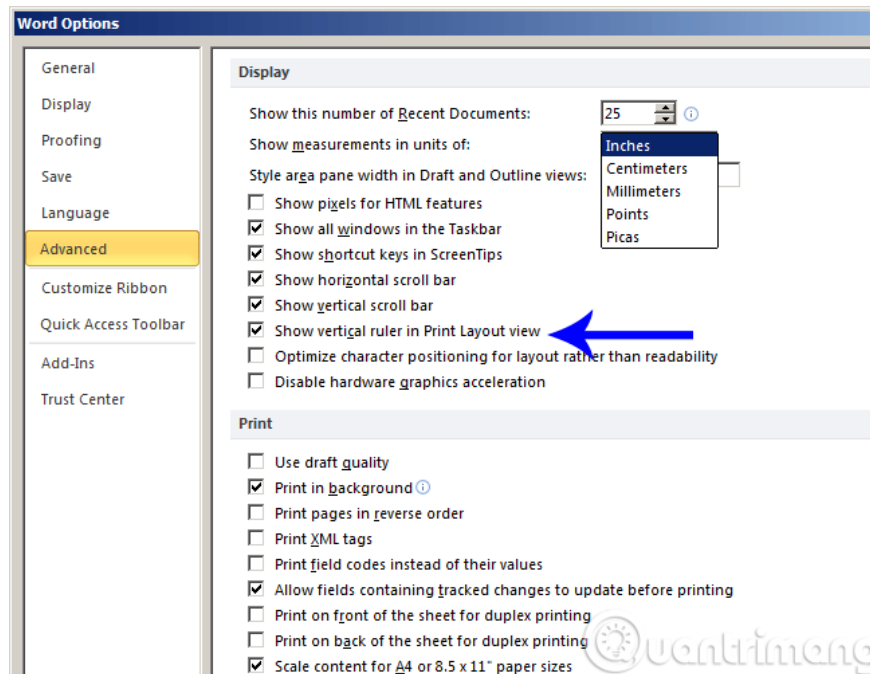 Word Options
General
Display
Proofing
Save
Language
Advanced
Customize Ribbon
Quick Access Toolbar
Add-Ins
Trust Center
Display
Show this number of Recent Documents: 25
Show measurements in units of:
Inches
Centimeters
Millimeters
Points
Picas
Style area pane width in Draft and Outline views:
Show pixels for HTML features
Show all windows in the Taskbar
Show shortcut keys in ScreenTips
Show horizontal scroll bar
Show vertical scroll bar
Show vertical ruler in Print Layout view
Optimize character positioning for layout rather than readability
Disable hardware graphics acceleration
Print
Use draft quality
Print in background
Print pages in reverse order
Print XML tags
Print field codes instead of their values
Allow fields containing tracked changes to update before printing
Print on front of the sheet for duplex printing
Print on back of the sheet for duplex printing
Scale content for A4 or 8.5 x 11" paper sizes
Quantrimang